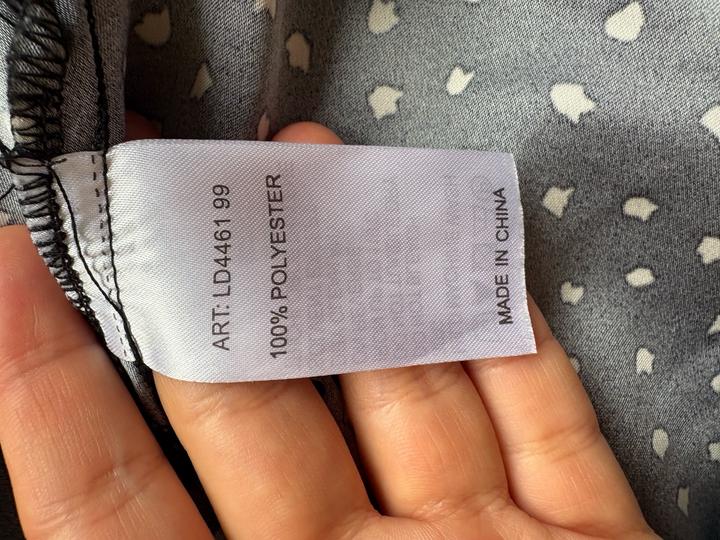 ART: LD4461 99
100% POLYESTER
MADE IN CHINA